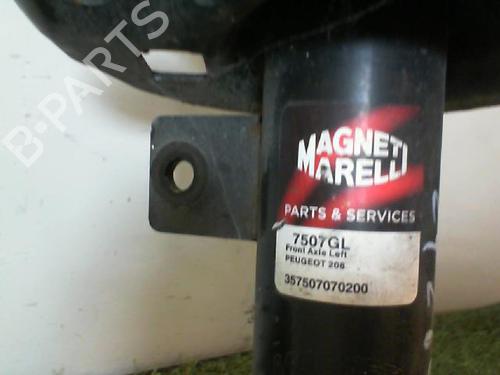 B-PARTS
MAGNETI
MARELLI
PARTS & SERVICES
7507GL
Front Axle Left
PEUGEOT 206
357507070200